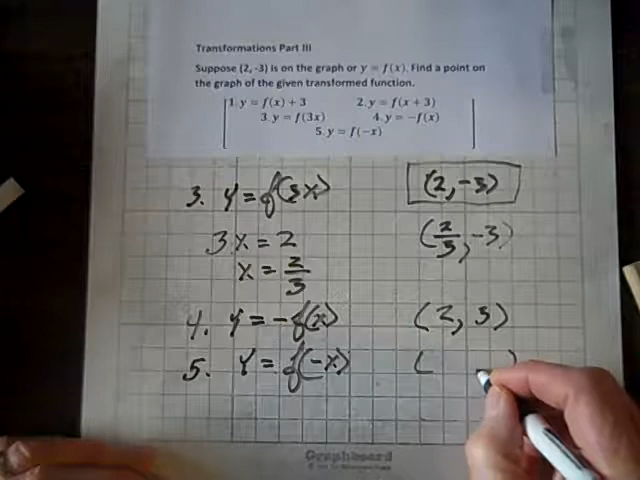 Transformations Part III
Suppose (2, -3) is on the graph or y = f(x). Find a point on
the graph of the given transformed function.
1. y = f(x) + 3 2. y = f(x + 3)
3. y = f(3x) 4. y = -f(x)
5. y = f(-x)
3. y = f(3x) (2, -3)
3x = 2 (2/3, -3)
x = 2/3
4. y = -f(x) (2, 3)
5. y = f(-x) ( )
Graphboard